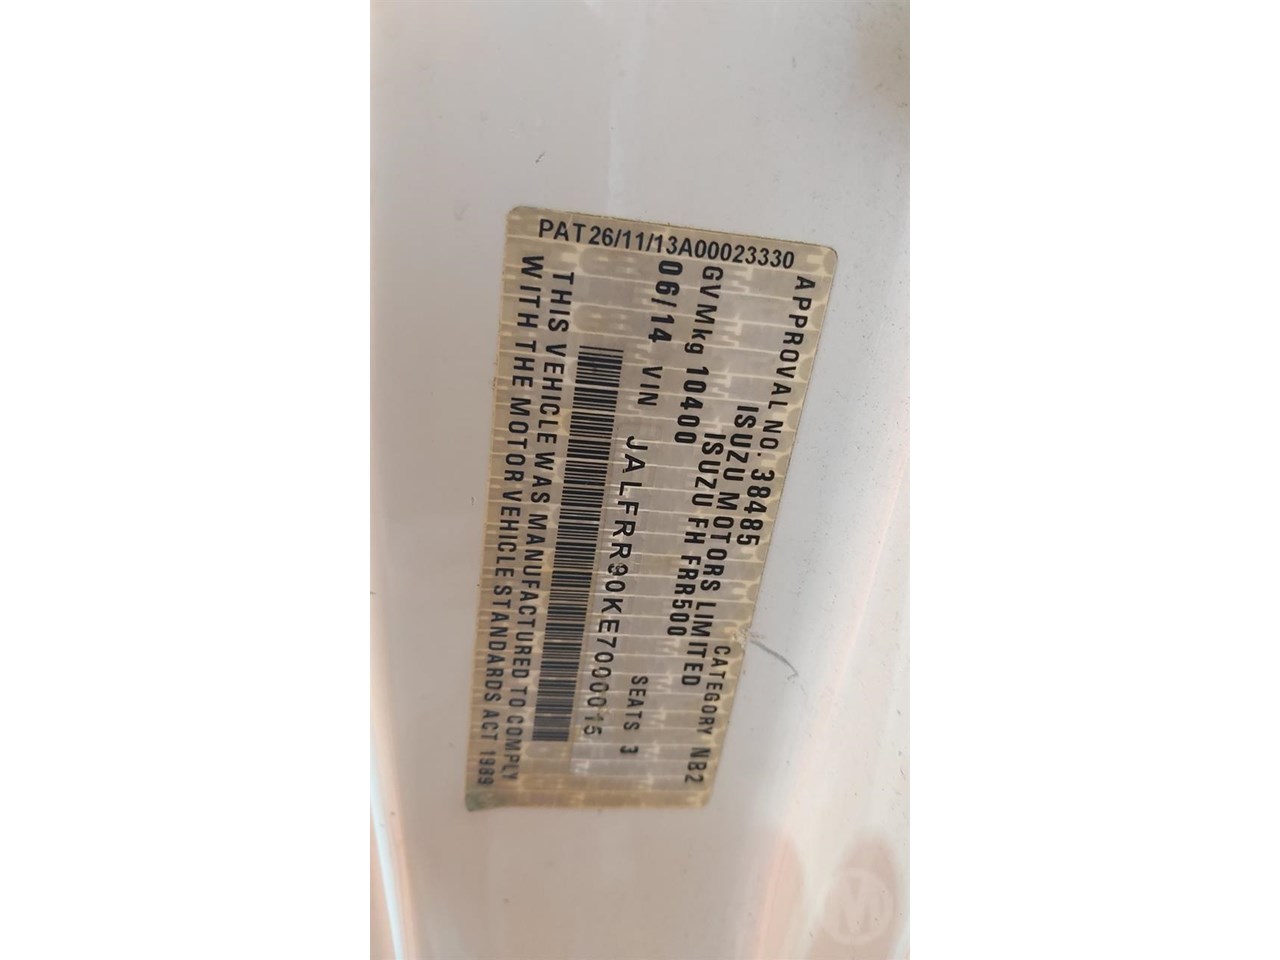 PAT26/11/13A00023330
APPROVAL NO. 38485 CATEGORY NB2
ISUZU MOTORS LIMITED
GVMkg 10400 ISUZU FH FRR500
06/14 VIN SEATS 3
JALFRR90KE7000015
THIS VEHICLE WAS MANUFACTURED TO COMPLY
WITH THE MOTOR VEHICLE STANDARDS ACT 1989